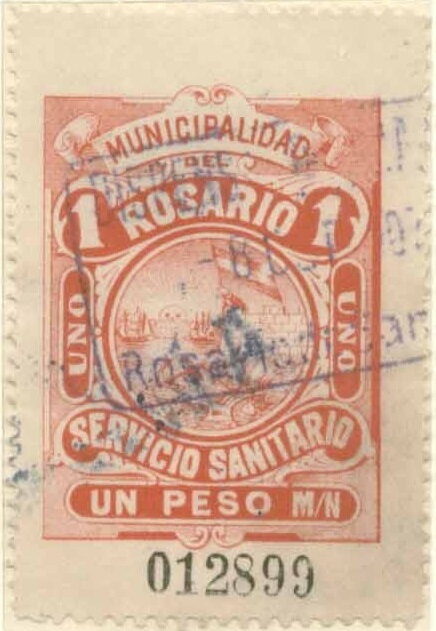 MUNICIPALIDAD
DEL
1 ROSARIO 1
UNO
UNO
SERVICIO SANITARIO
UN PESO M/N
012899